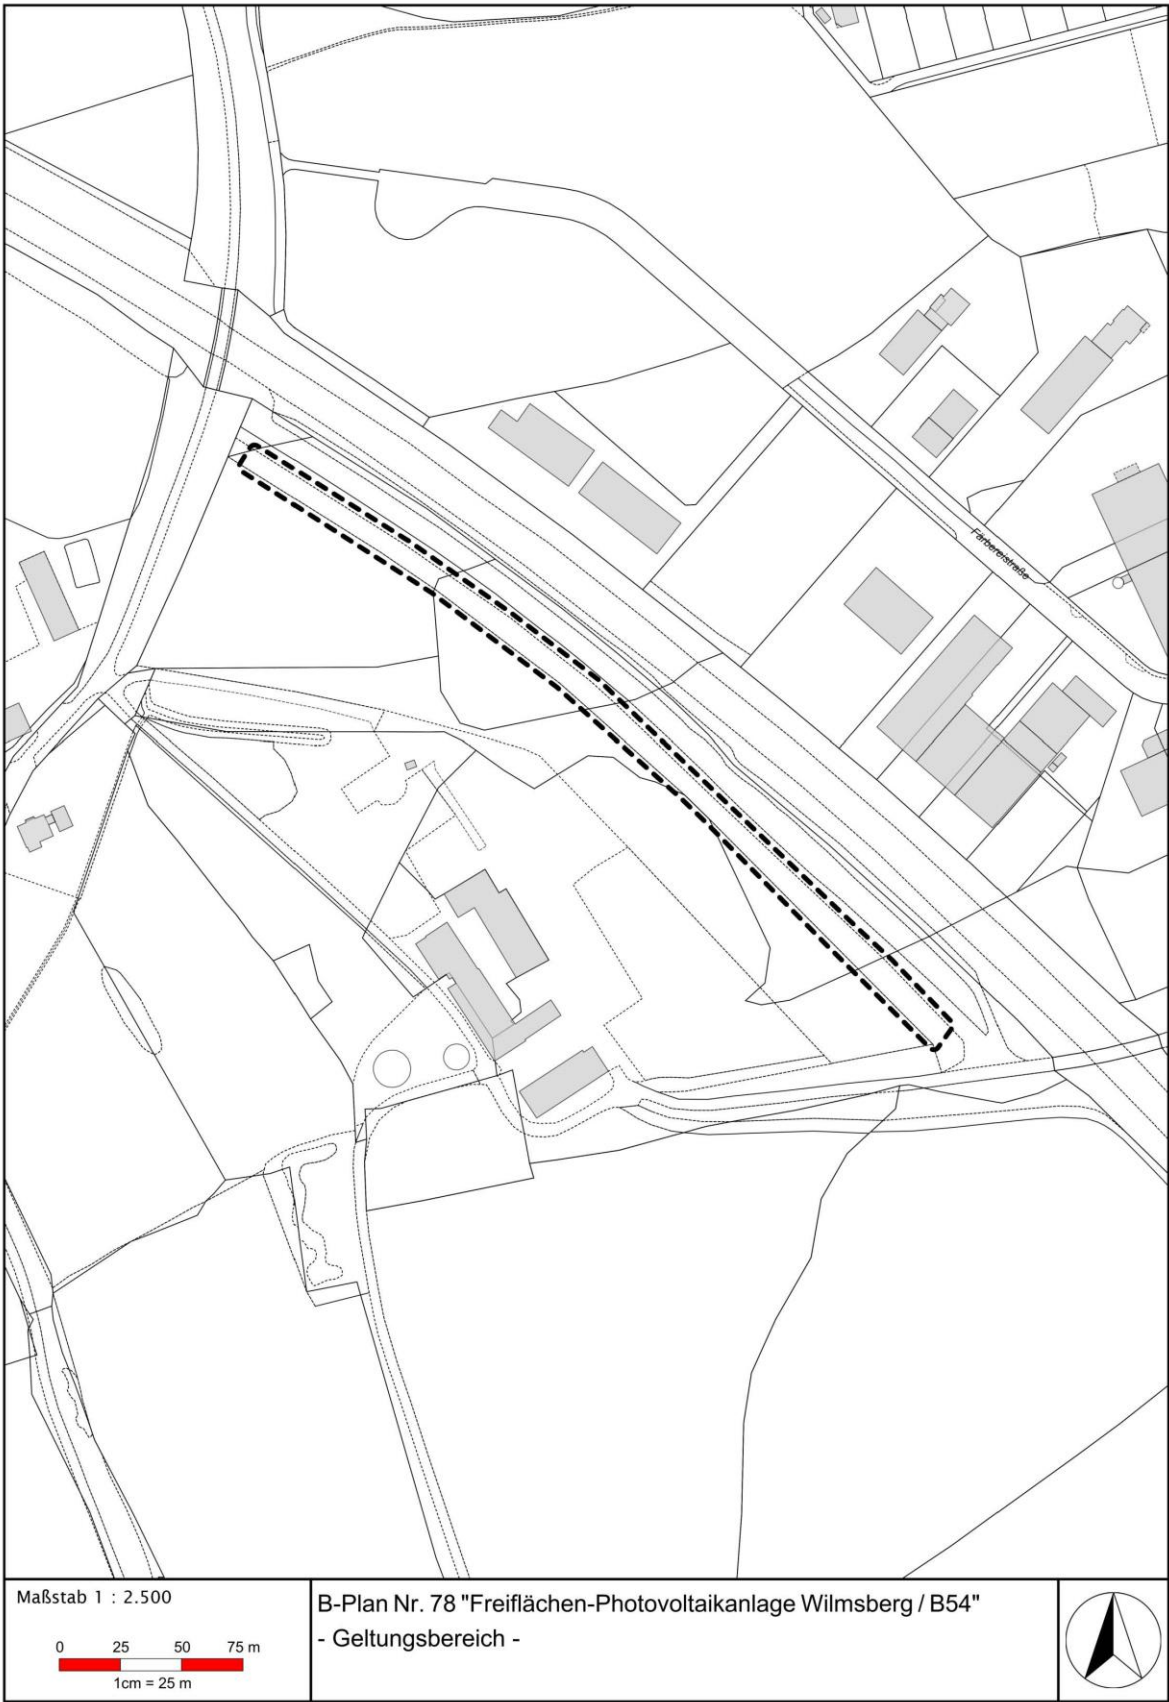 Färbereistraße
Maßstab 1 : 2.500
0 25 50 75 m
1cm = 25 m
B-Plan Nr. 78 "Freiflächen-Photovoltaikanlage Wilmsberg / B54"
- Geltungsbereich -